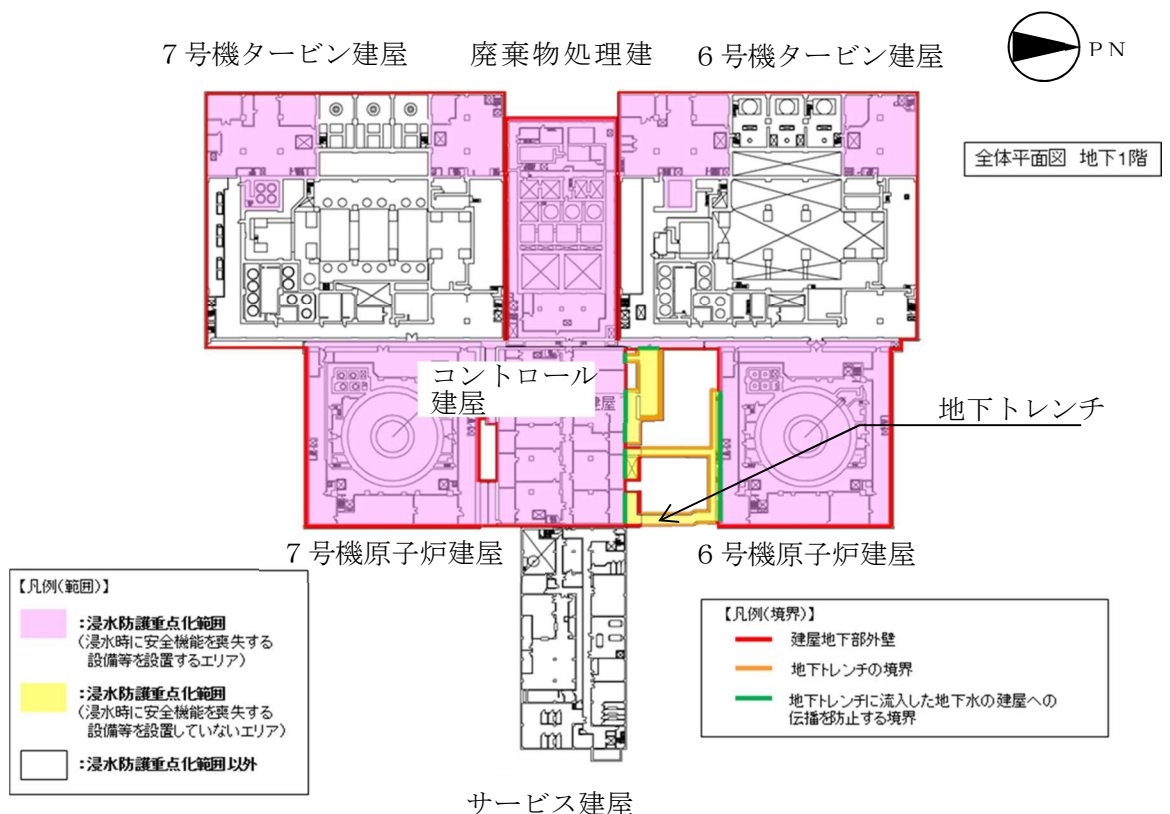 7号機タービン建屋
廃棄物処理建
6号機タービン建屋
PN
全体平面図 地下1階
コントロール
建屋
建屋
地下トレンチ
7号機原子炉建屋
6号機原子炉建屋
【凡例(範囲)】
:浸水防護重点化範囲
(浸水時に安全機能を喪失する
設備等を設置するエリア)
:浸水防護重点化範囲
(浸水時に安全機能を喪失する
設備等を設置していないエリア)
:浸水防護重点化範囲以外
【凡例(境界)】
建屋地下部外壁
地下トレンチの境界
地下トレンチに流入した地下水の建屋への
伝播を防止する境界
サービス建屋